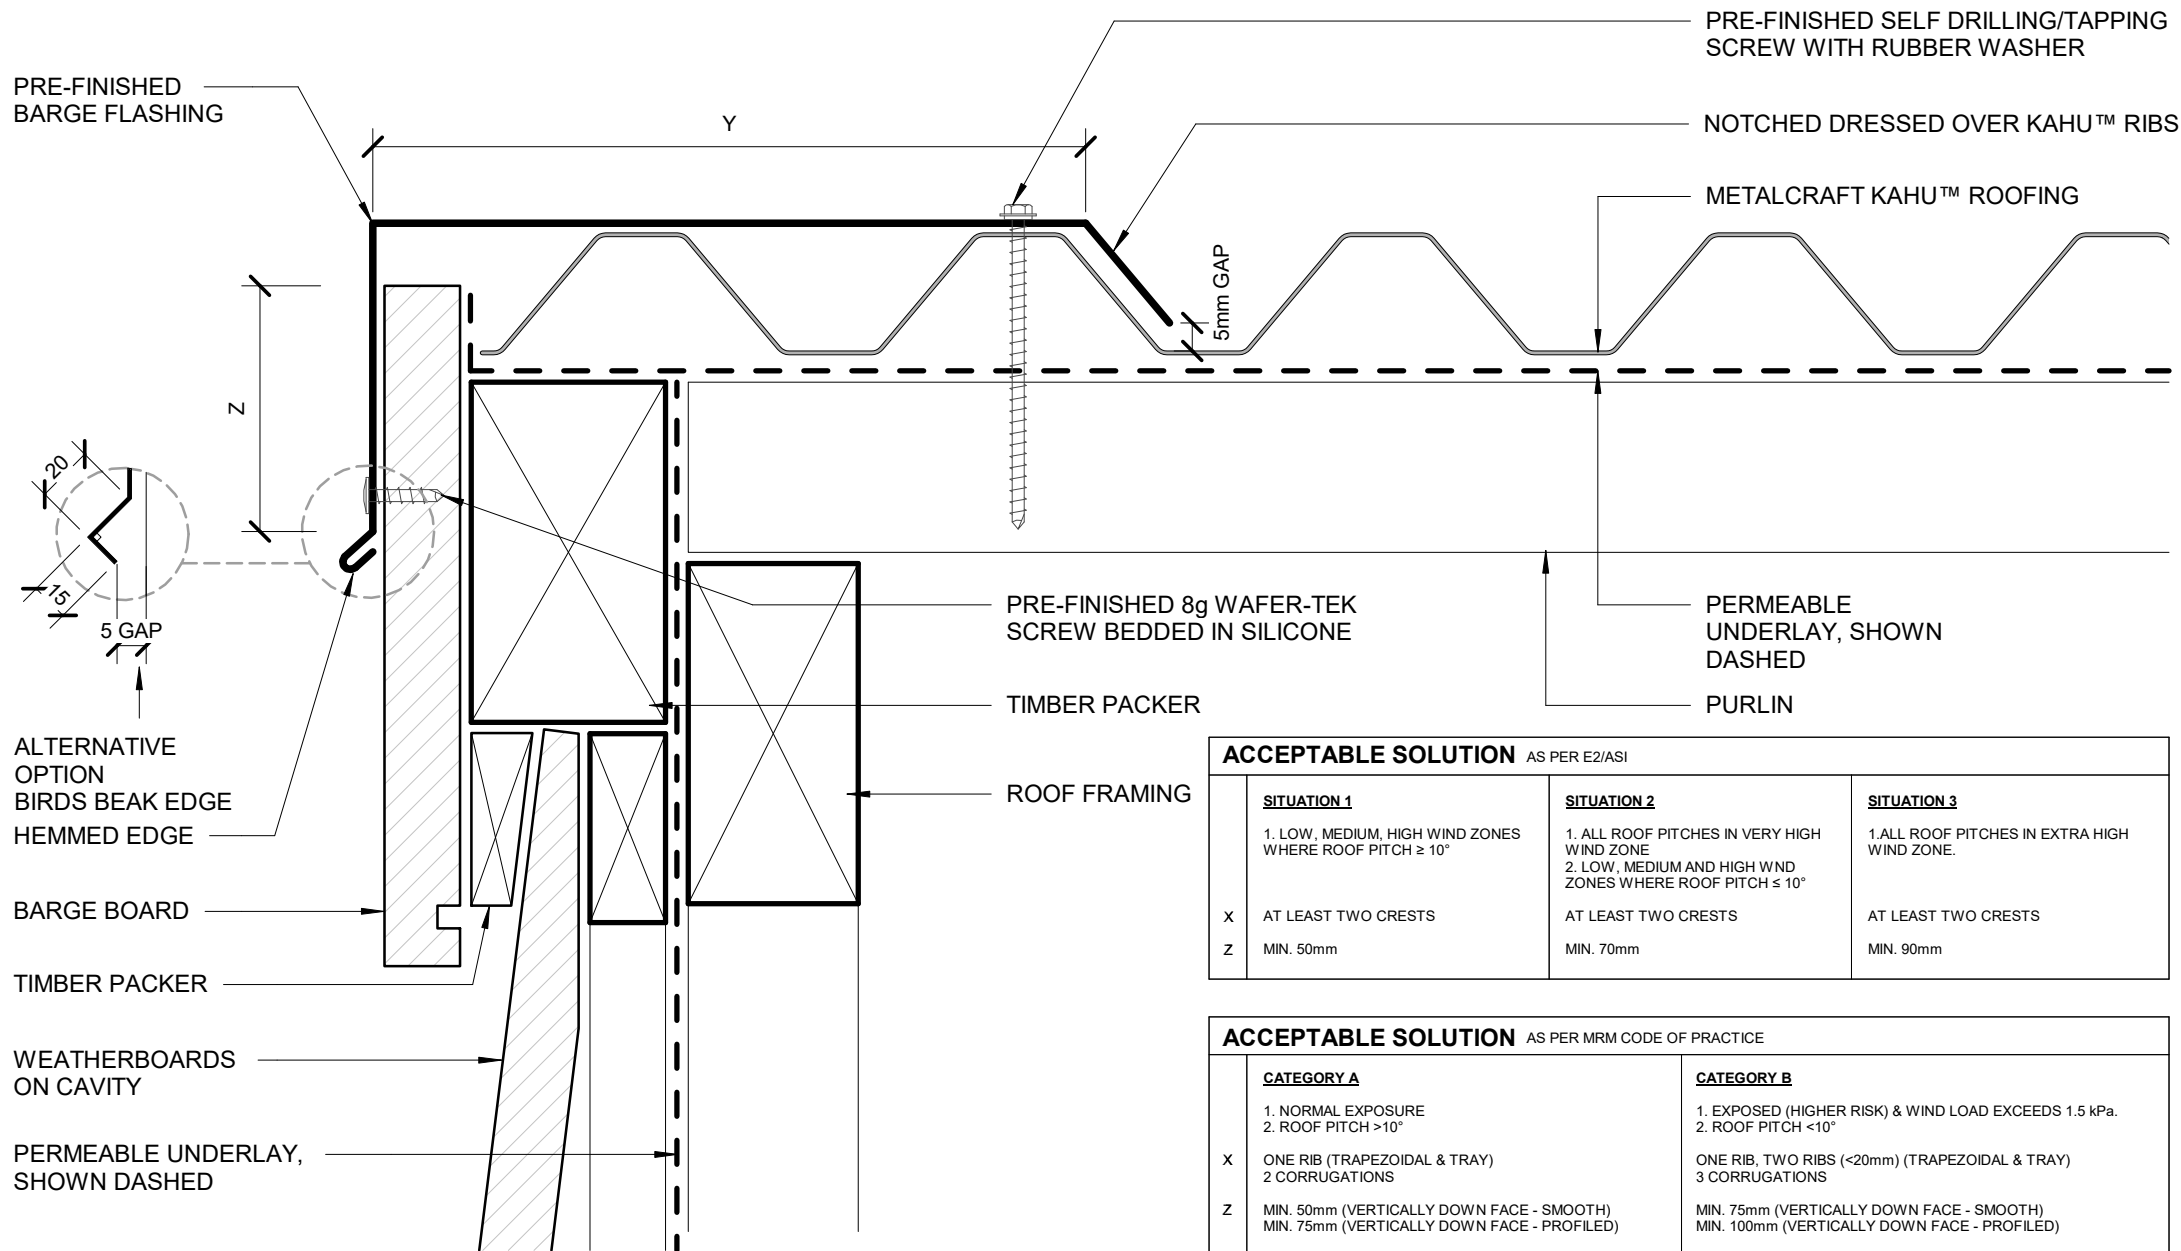 PRE-FINISHED SELF DRILLING/TAPPING
SCREW WITH RUBBER WASHER
PRE-FINISHED
BARGE FLASHING
Y
NOTCHED DRESSED OVER KAHU™ RIBS
METALCRAFT KAHU™ ROOFING
5mm GAP
Z
20
15
5 GAP
PRE-FINISHED 8g WAFER-TEK
SCREW BEDDED IN SILICONE
PERMEABLE
UNDERLAY, SHOWN
DASHED
TIMBER PACKER
PURLIN
ALTERNATIVE
OPTION
BIRDS BEAK EDGE
HEMMED EDGE
ROOF FRAMING
BARGE BOARD
TIMBER PACKER
WEATHERBOARDS
ON CAVITY
PERMEABLE UNDERLAY,
SHOWN DASHED
ACCEPTABLE SOLUTION AS PER E2/ASI
SITUATION 1
1. LOW, MEDIUM, HIGH WIND ZONES
WHERE ROOF PITCH ≥ 10°
SITUATION 2
1. ALL ROOF PITCHES IN VERY HIGH
WIND ZONE
2. LOW, MEDIUM AND HIGH WND
ZONES WHERE ROOF PITCH ≤ 10°
SITUATION 3
1.ALL ROOF PITCHES IN EXTRA HIGH
WIND ZONE.
X AT LEAST TWO CRESTS AT LEAST TWO CRESTS AT LEAST TWO CRESTS
Z MIN. 50mm MIN. 70mm MIN. 90mm
ACCEPTABLE SOLUTION AS PER MRM CODE OF PRACTICE
CATEGORY A
1. NORMAL EXPOSURE
2. ROOF PITCH >10°
CATEGORY B
1. EXPOSED (HIGHER RISK) & WIND LOAD EXCEEDS 1.5 kPa.
2. ROOF PITCH <10°
X ONE RIB (TRAPEZOIDAL & TRAY) ONE RIB, TWO RIBS (<20mm) (TRAPEZOIDAL & TRAY)
2 CORRUGATIONS 3 CORRUGATIONS
Z MIN. 50mm (VERTICALLY DOWN FACE - SMOOTH) MIN. 75mm (VERTICALLY DOWN FACE - SMOOTH)
MIN. 75mm (VERTICALLY DOWN FACE - PROFILED) MIN. 100mm (VERTICALLY DOWN FACE - PROFILED)